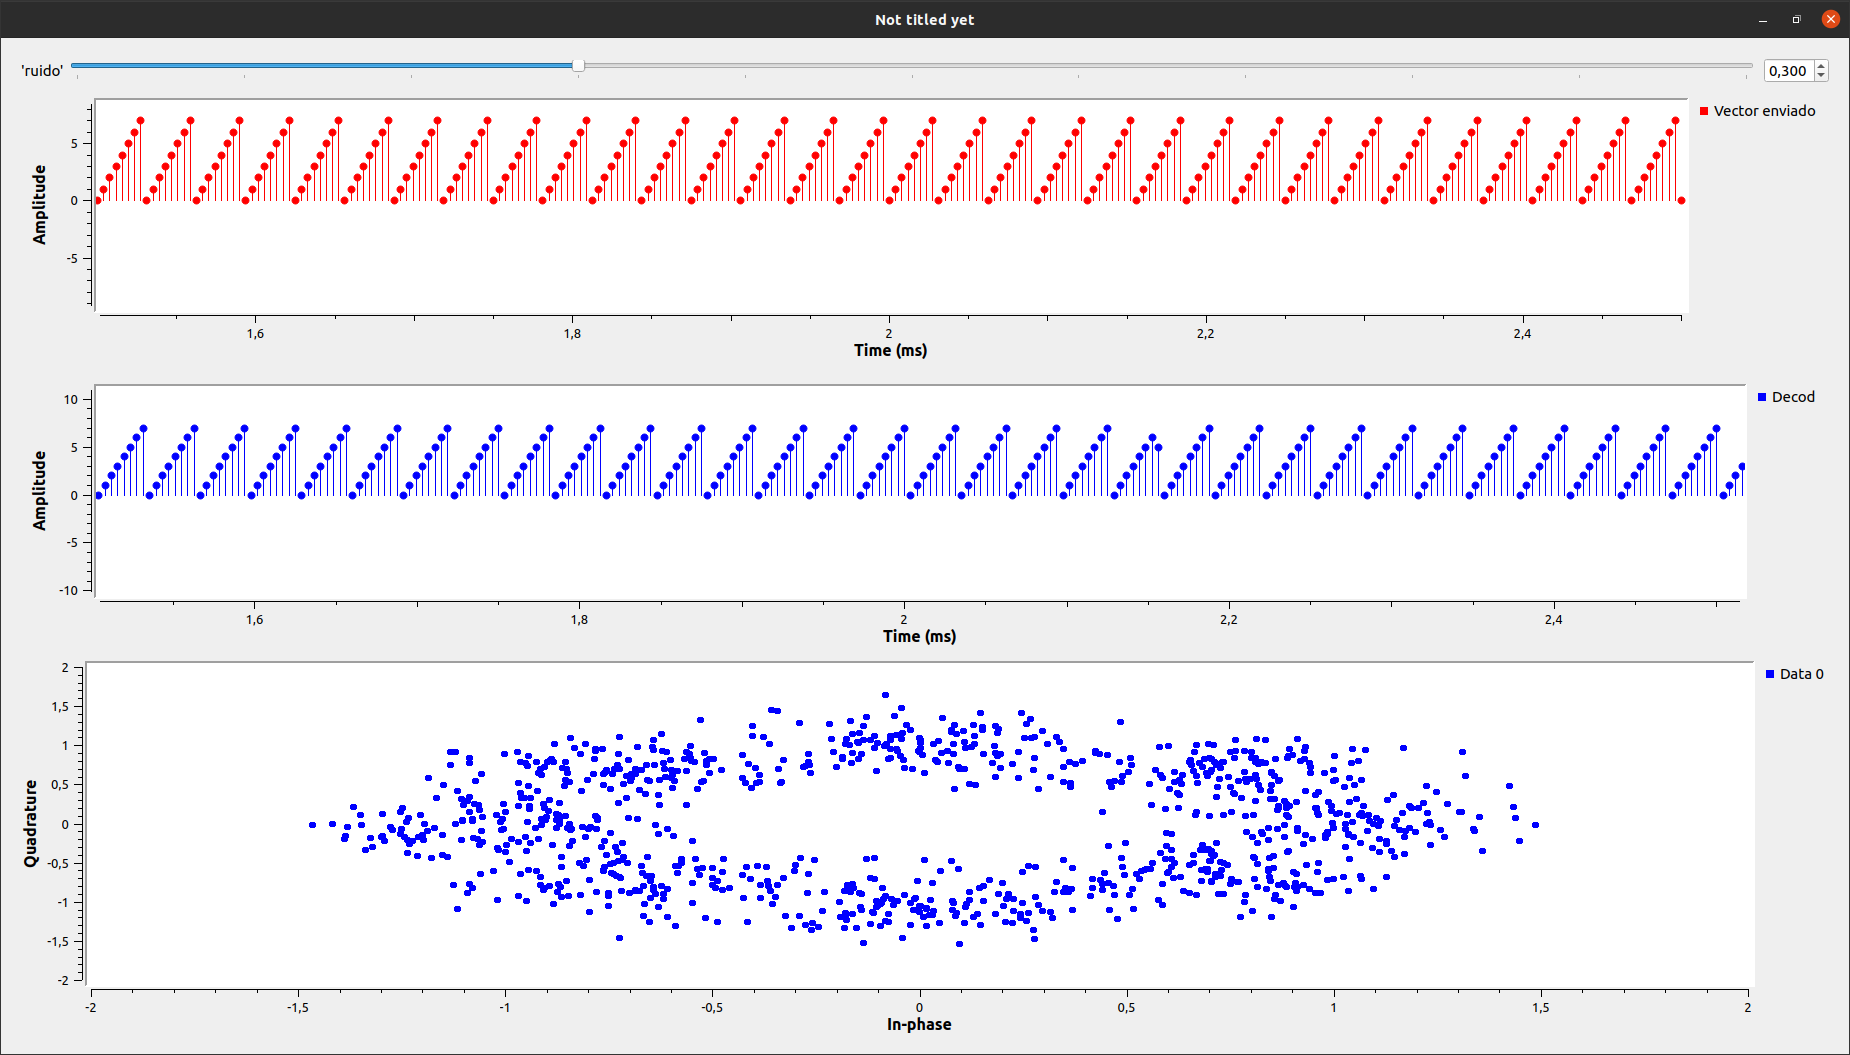 Not titled yet
'ruido' 0,300
Vector enviado
5
0
-5
Amplitude
1,6 1,8 2 2,2 2,4
Time (ms)
Decod
10
5
0
-5
-10
Amplitude
1,6 1,8 2 2,2 2,4
Time (ms)
Data 0
2
1,5
1
0,5
0
-0,5
-1
-1,5
-2
Quadrature
-2 -1,5 -1 -0,5 0 0,5 1 1,5 2
In-phase